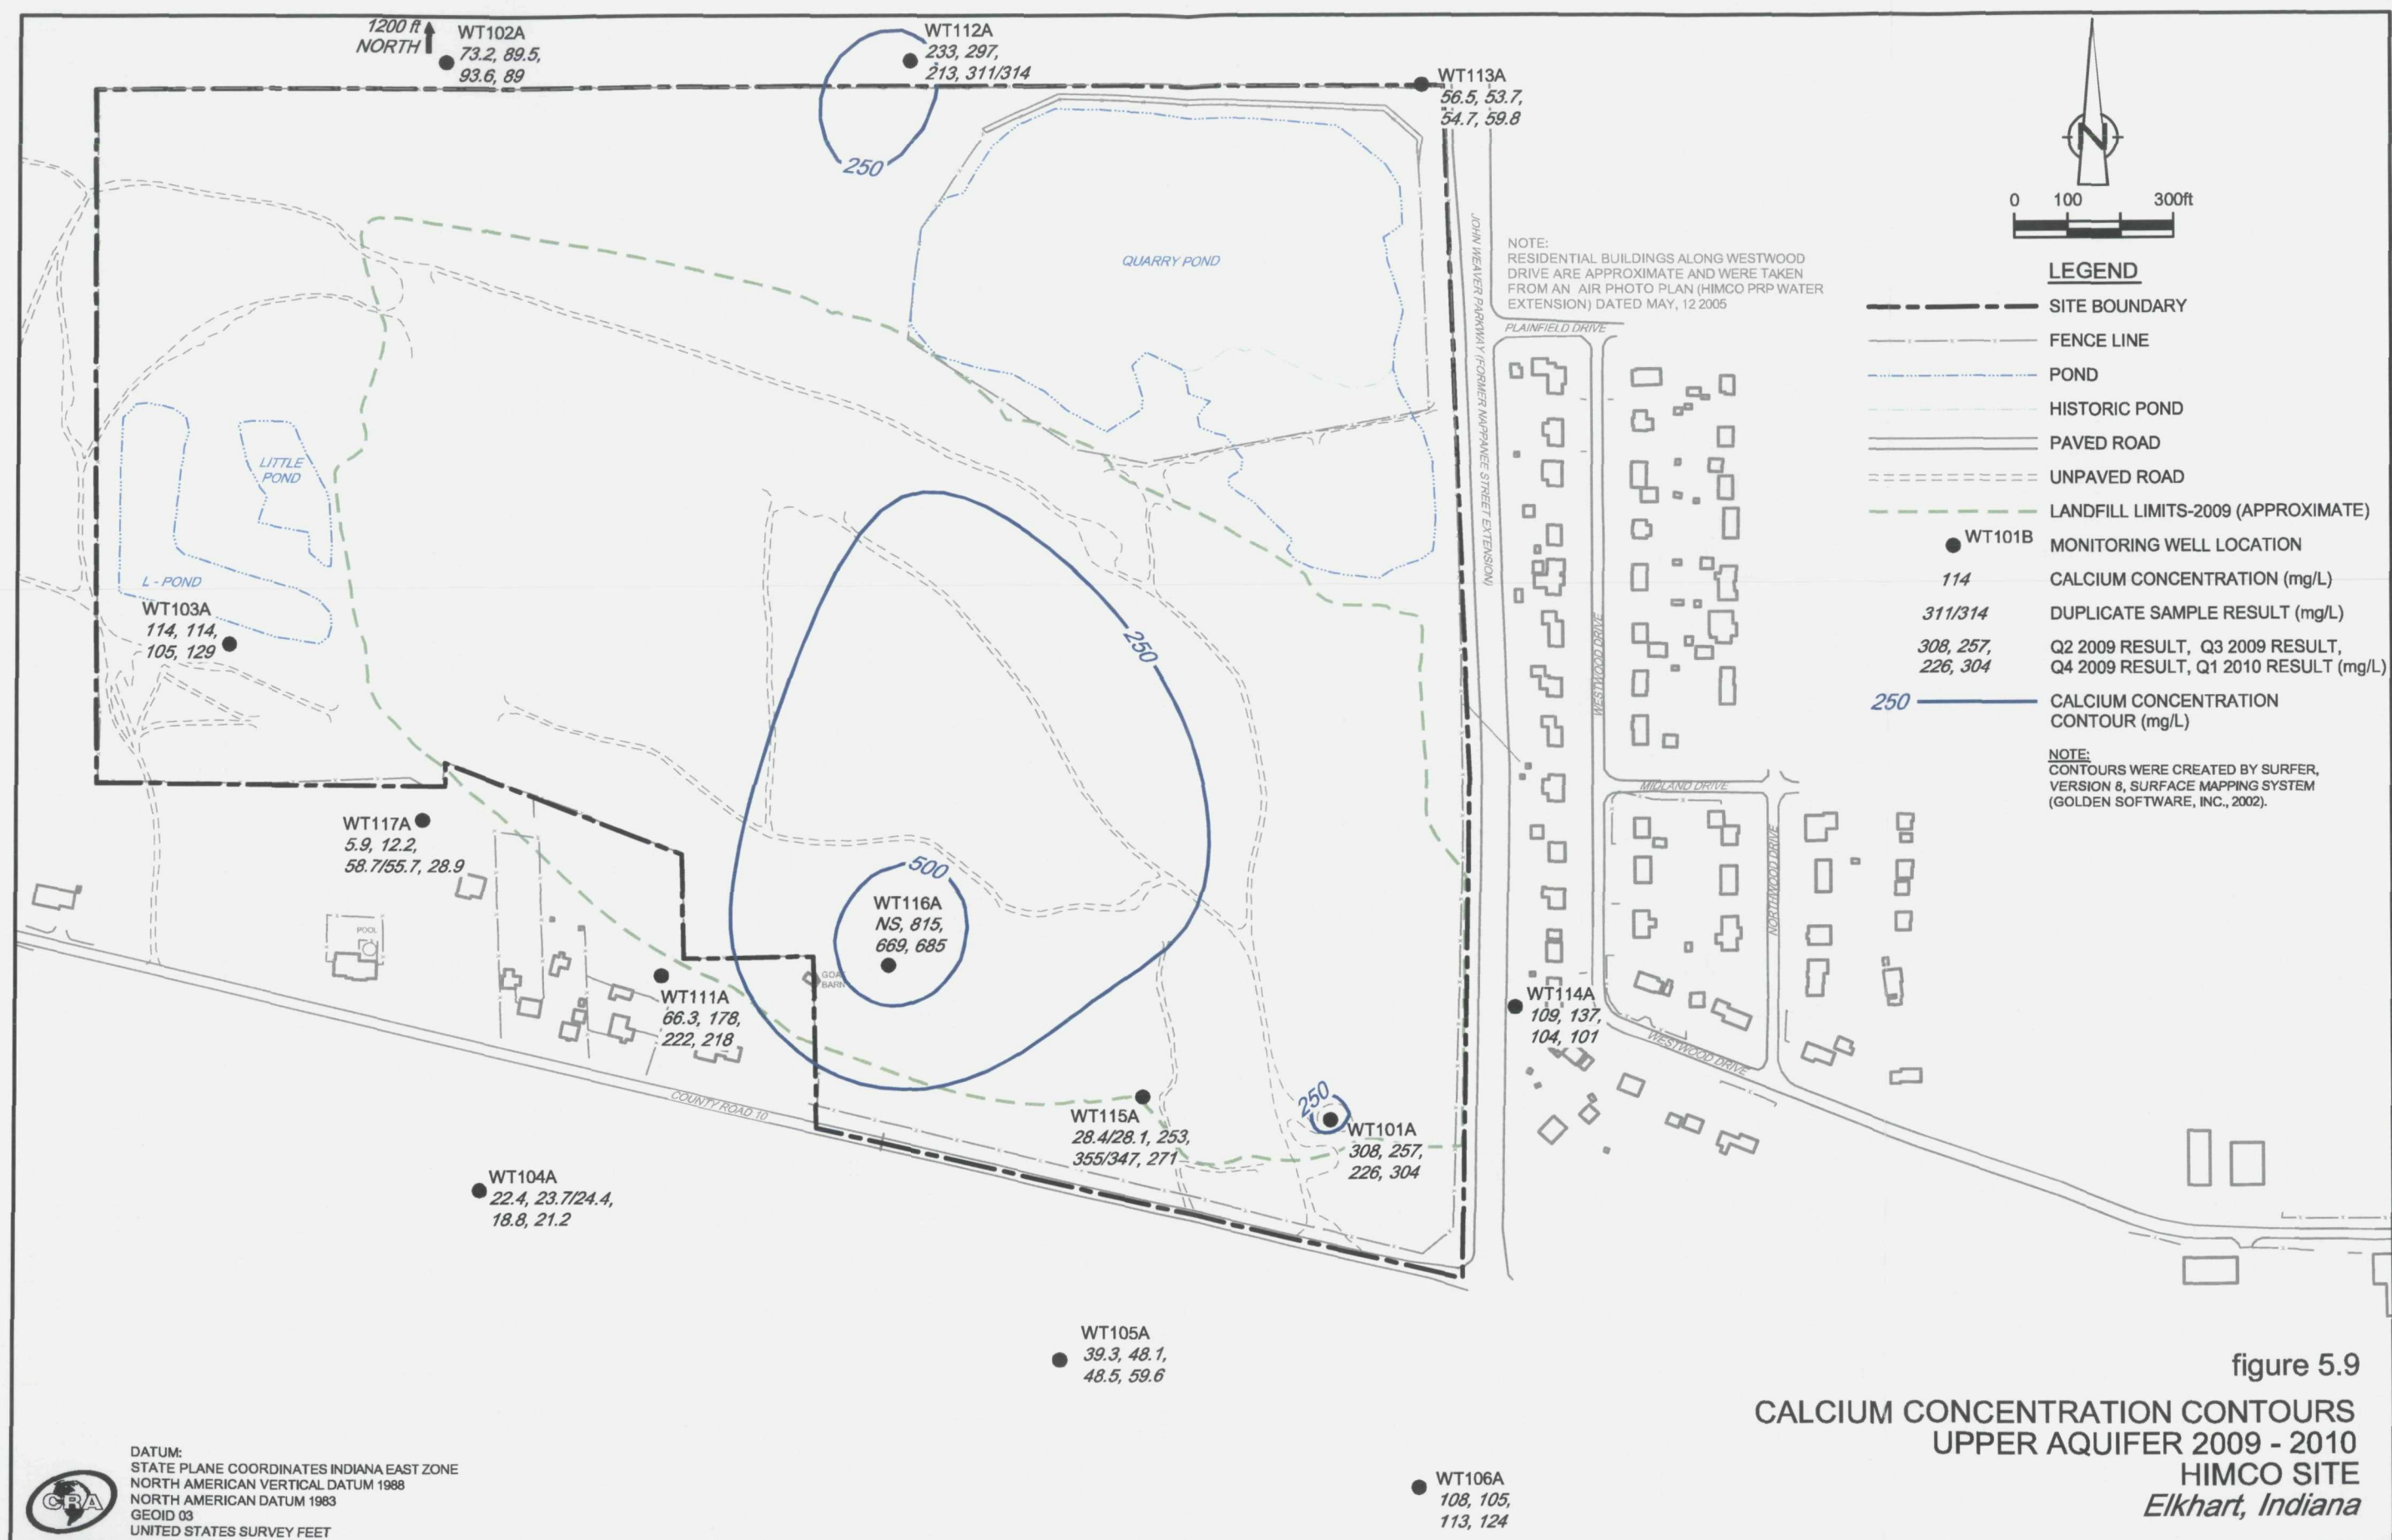 1200 ft
NORTH
WT102A
73.2, 89.5,
93.6, 89
WT112A
233, 297,
213, 311/314
WT113A
56.5, 53.7,
54.7, 59.8
250
QUARRY POND
JOHN WEAVER PARKWAY (FORMER NAPPANEE STREET EXTENSION)
NOTE:
RESIDENTIAL BUILDINGS ALONG WESTWOOD
DRIVE ARE APPROXIMATE AND WERE TAKEN
FROM AN AIR PHOTO PLAN (HIMCO PRP WATER
EXTENSION) DATED MAY, 12 2005
PLAINFIELD DRIVE
N
0 100 300ft
LEGEND
SITE BOUNDARY
FENCE LINE
POND
HISTORIC POND
PAVED ROAD
UNPAVED ROAD
LANDFILL LIMITS-2009 (APPROXIMATE)
WT101B MONITORING WELL LOCATION
114 CALCIUM CONCENTRATION (mg/L)
311/314 DUPLICATE SAMPLE RESULT (mg/L)
308, 257, Q2 2009 RESULT, Q3 2009 RESULT,
226, 304 Q4 2009 RESULT, Q1 2010 RESULT (mg/L)
250 CALCIUM CONCENTRATION
CONTOUR (mg/L)
NOTE:
CONTOURS WERE CREATED BY SURFER,
VERSION 8, SURFACE MAPPING SYSTEM
(GOLDEN SOFTWARE, INC., 2002).
LITTLE
POND
L - POND
WT103A
114, 114,
105, 129
250
WESTWOOD DRIVE
MIDLAND DRIVE
NORTHWOOD DRIVE
WT117A
5.9, 12.2,
58.7/55.7, 28.9
POOL
500
WT116A
NS, 815,
669, 685
GOAT
BARN
WT111A
66.3, 178,
222, 218
WT114A
109, 137,
104, 101
WESTWOOD DRIVE
COUNTY ROAD 10
WT115A
28.4/28.1, 253,
355/347, 271
250
WT101A
308, 257,
226, 304
WT104A
22.4, 23.7/24.4,
18.8, 21.2
WT105A
39.3, 48.1,
48.5, 59.6
WT106A
108, 105,
113, 124
figure 5.9
CALCIUM CONCENTRATION CONTOURS
UPPER AQUIFER 2009 - 2010
HIMCO SITE
Elkhart, Indiana
CRA
DATUM:
STATE PLANE COORDINATES INDIANA EAST ZONE
NORTH AMERICAN VERTICAL DATUM 1988
NORTH AMERICAN DATUM 1983
GEOID 03
UNITED STATES SURVEY FEET